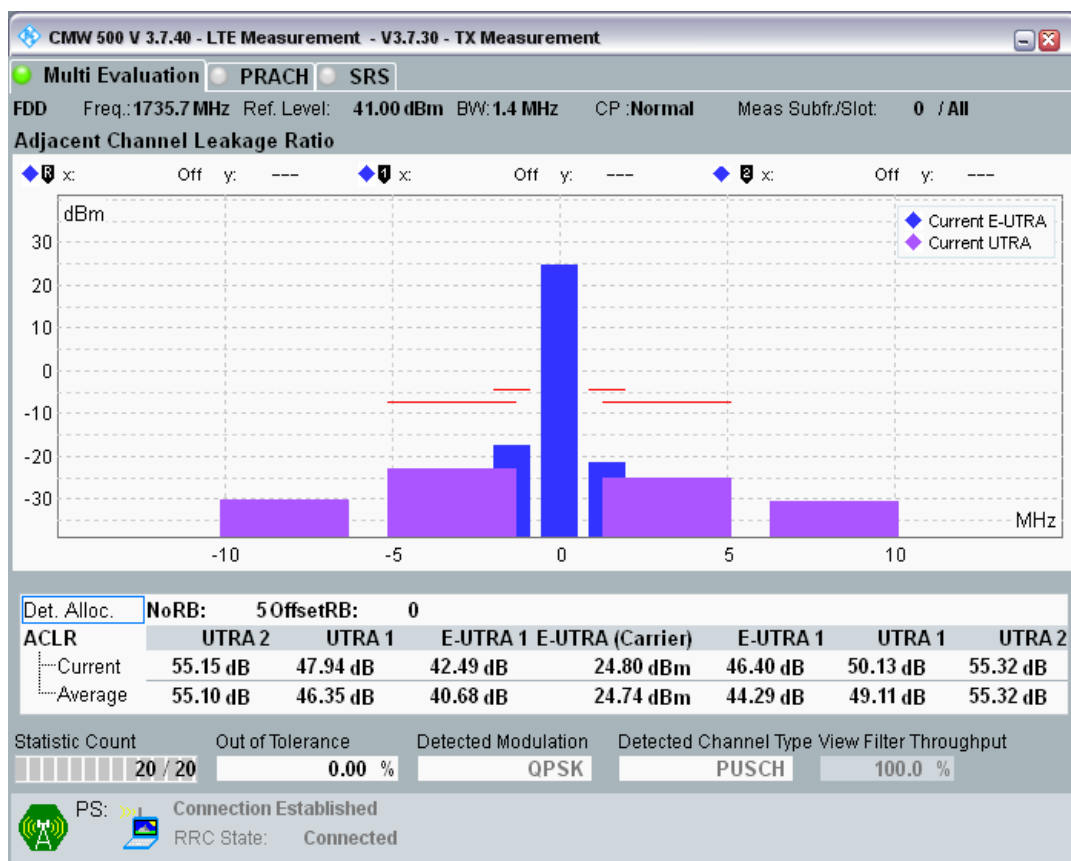 CMW 500 V 3.7.40 - LTE Measurement - V3.7.30 - TX Measurement
Multi Evaluation PRACH SRS
FDD Freq.: 1735.7 MHz Ref. Level: 41.00 dBm BW: 1.4 MHz CP :Normal Meas Subfr./Slot: 0 / All
Adjacent Channel Leakage Ratio
R x: Off y: --- 1 x: Off y: --- 2 x: Off y: ---
dBm
Current E-UTRA
Current UTRA
30
20
10
0
-10
-20
-30
MHz
-10 -5 0 5 10
Det. Alloc. NoRB: 5 OffsetRB: 0
ACLR UTRA 2 UTRA 1 E-UTRA 1 E-UTRA (Carrier) E-UTRA 1 UTRA 1 UTRA 2
Current 55.15 dB 47.94 dB 42.49 dB 24.80 dBm 46.40 dB 50.13 dB 55.32 dB
Average 55.10 dB 46.35 dB 40.68 dB 24.74 dBm 44.29 dB 49.11 dB 55.32 dB
Statistic Count Out of Tolerance Detected Modulation Detected Channel Type View Filter Throughput
20 / 20 0.00 % QPSK PUSCH 100.0 %
PS: Connection Established
RRC State: Connected